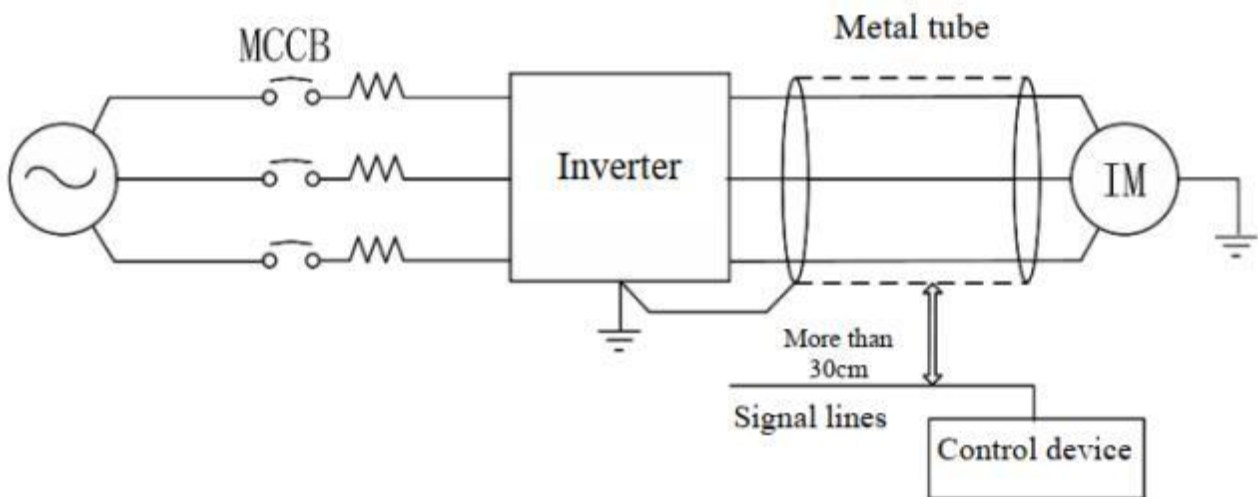 Metal tube
MCCB
Inverter
IM
More than
30cm
Signal lines
Control device